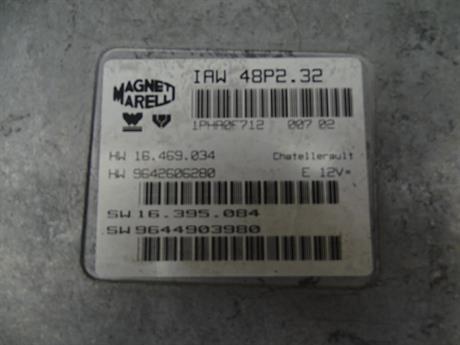 IAW 48P2.32
MAGNETI
MARELLI
1PHA0F712 007 02
HW 16.469.034 Chatellerault
HW 9642606280 E 12V=
SW 16.395.084
SW 9644903980